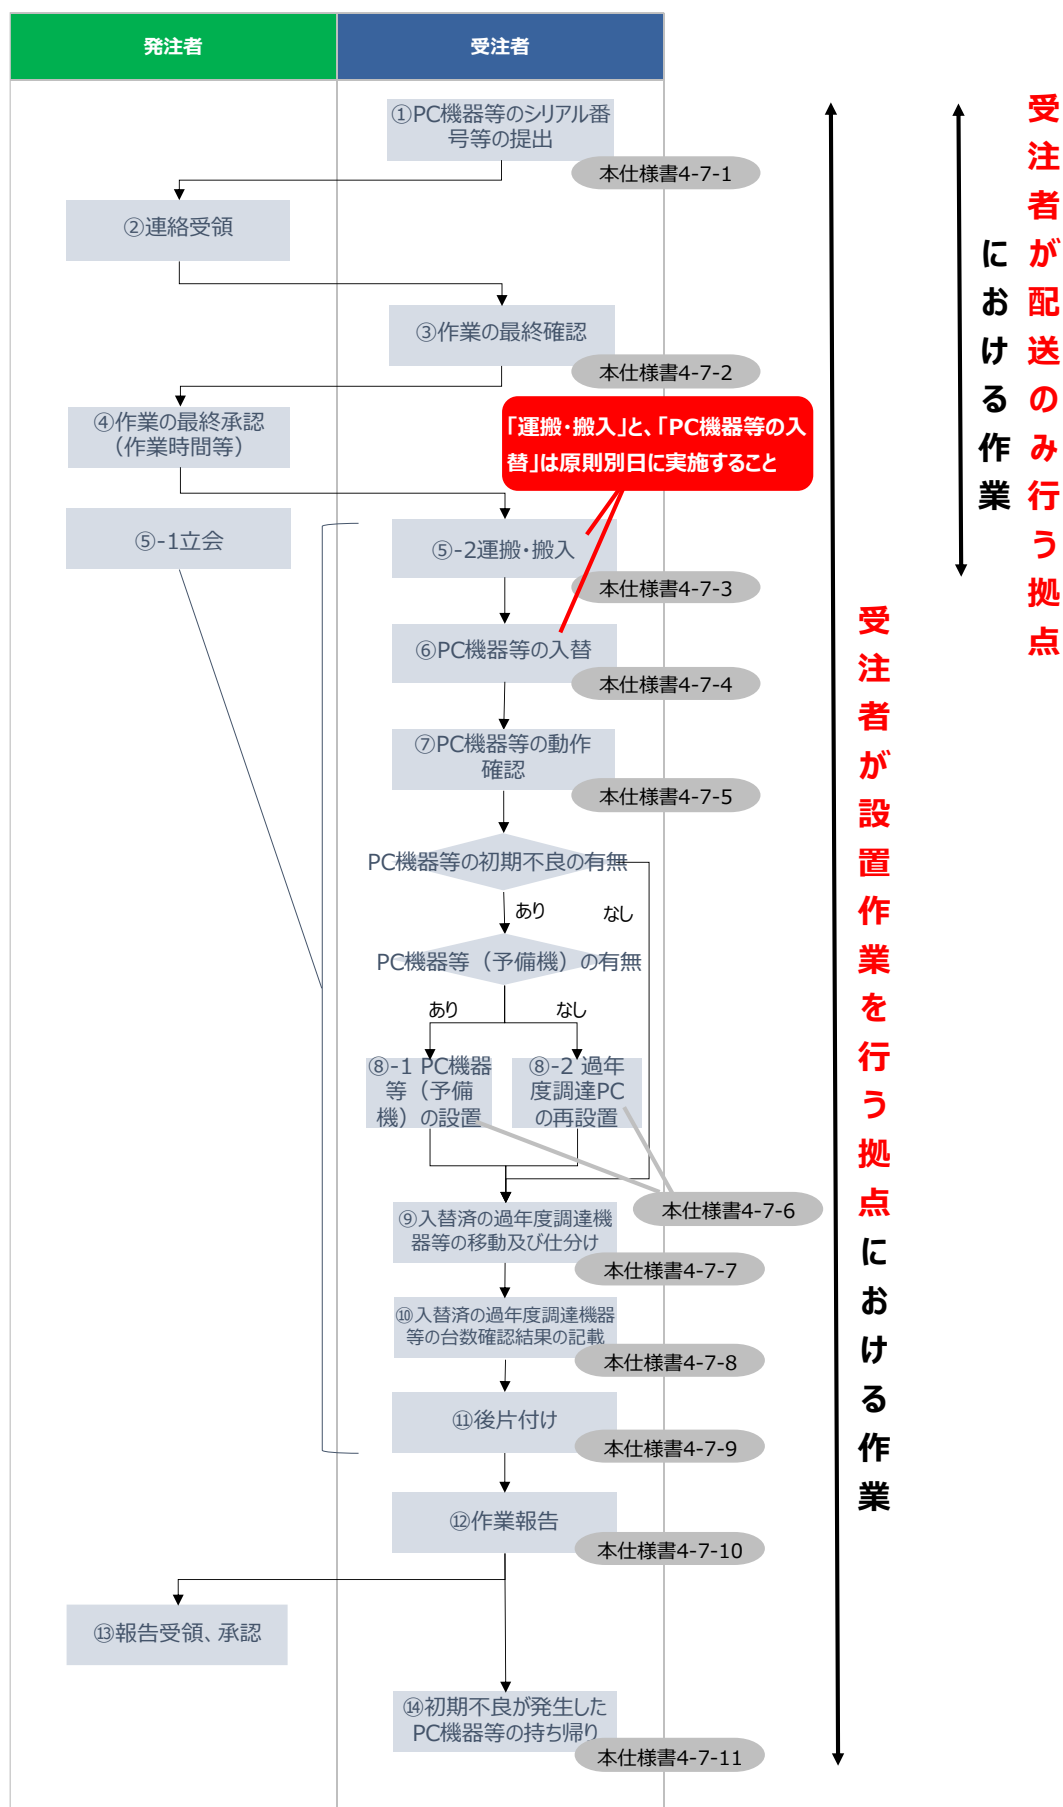 発注者
受注者
①PC機器等のシリアル番
号等の提出
本仕様書4-7-1
②連絡受領
③作業の最終確認
本仕様書4-7-2
④作業の最終承認
（作業時間等）
「運搬・搬入」と、「PC機器等の入
替」は原則別日に実施すること
⑤-1立会
⑤-2運搬・搬入
本仕様書4-7-3
⑥PC機器等の入替
本仕様書4-7-4
⑦PC機器等の動作
確認
本仕様書4-7-5
PC機器等の初期不良の有無
あり
なし
PC機器等（予備機）の有無
あり
なし
⑧-1 PC機器
等（予備
機）の設置
⑧-2 過年
度調達PC
の再設置
本仕様書4-7-6
⑨入替済の過年度調達機
器等の移動及び仕分け
本仕様書4-7-7
⑩入替済の過年度調達機器
等の台数確認結果の記載
本仕様書4-7-8
⑪後片付け
本仕様書4-7-9
⑫作業報告
本仕様書4-7-10
⑬報告受領、承認
⑭初期不良が発生した
PC機器等の持ち帰り
本仕様書4-7-11
受注者が配送のみ行う拠点
における作業
受注者が設置作業を行う拠点における作業